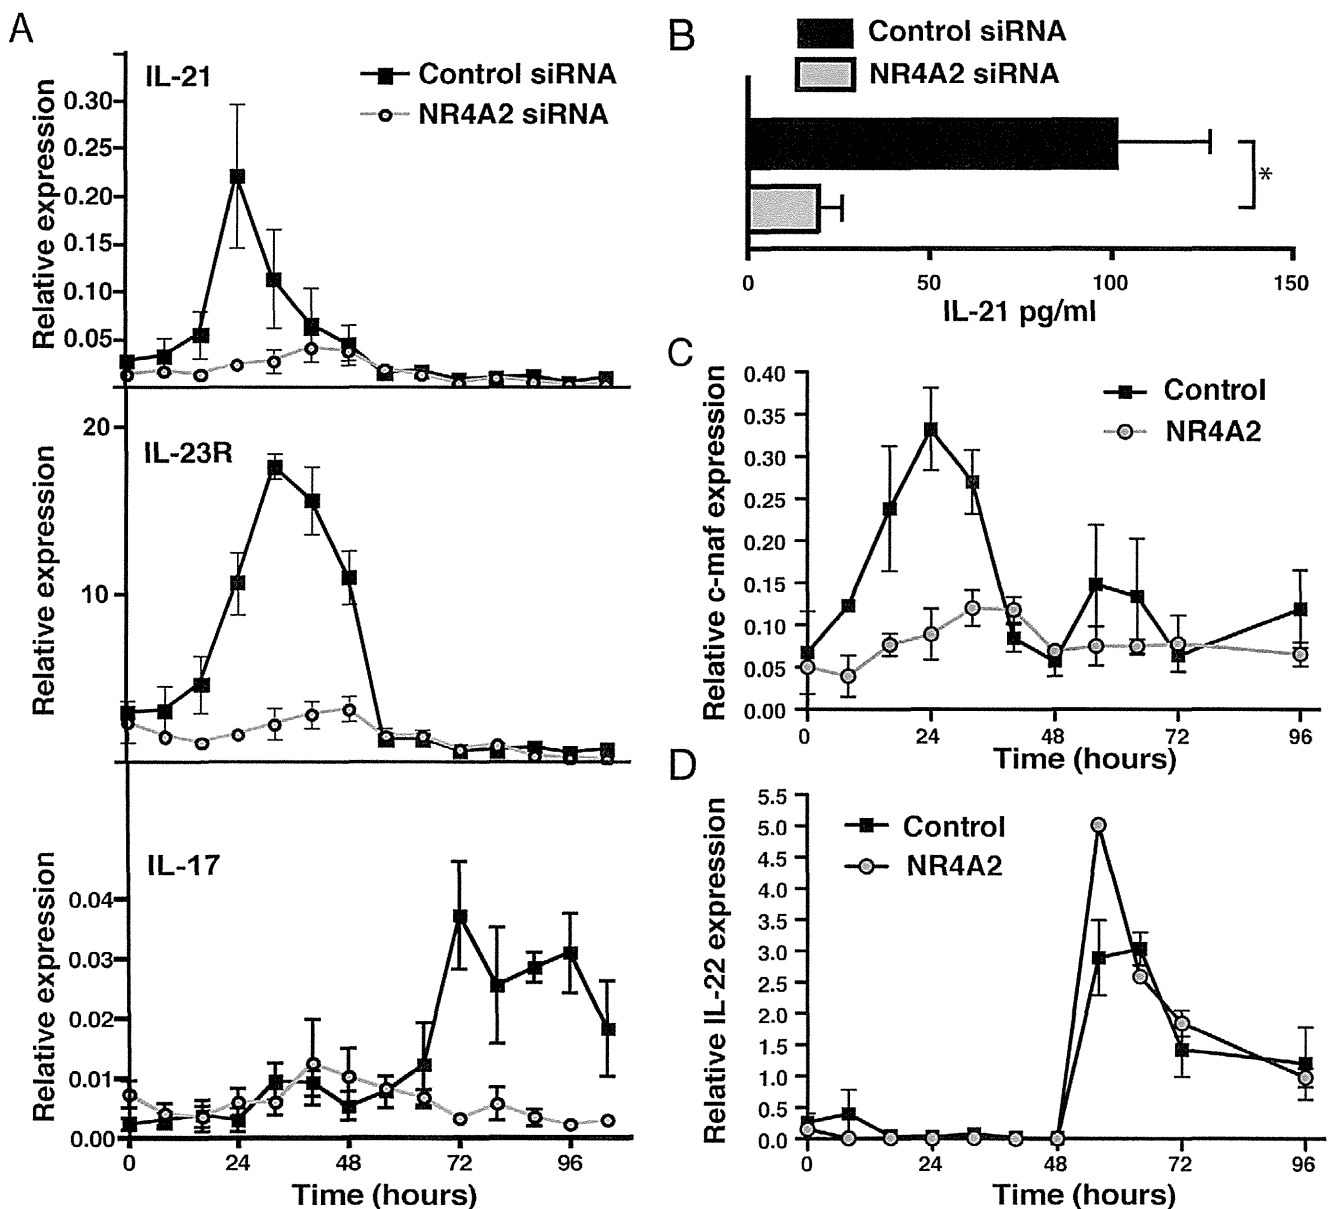 A
IL-21
Control siRNA
NR4A2 siRNA
Relative expression
0.30
0.25
0.20
0.15
0.10
0.05
IL-23R
Relative expression
20
10
IL-17
Relative expression
0.04
0.03
0.02
0.01
0.00
0 24 48 72 96
Time (hours)
B
Control siRNA
NR4A2 siRNA
*
0 50 100 150
IL-21 pg/ml
C
Control
NR4A2
Relative c-maf expression
0.40
0.35
0.30
0.25
0.20
0.15
0.10
0.05
0.00
0 24 48 72 96
Time (hours)
D
Control
NR4A2
Relative IL-22 expression
5.5
5.0
4.5
4.0
3.5
3.0
2.5
2.0
1.5
1.0
0.5
0.0
0 24 48 72 96
Time (hours)